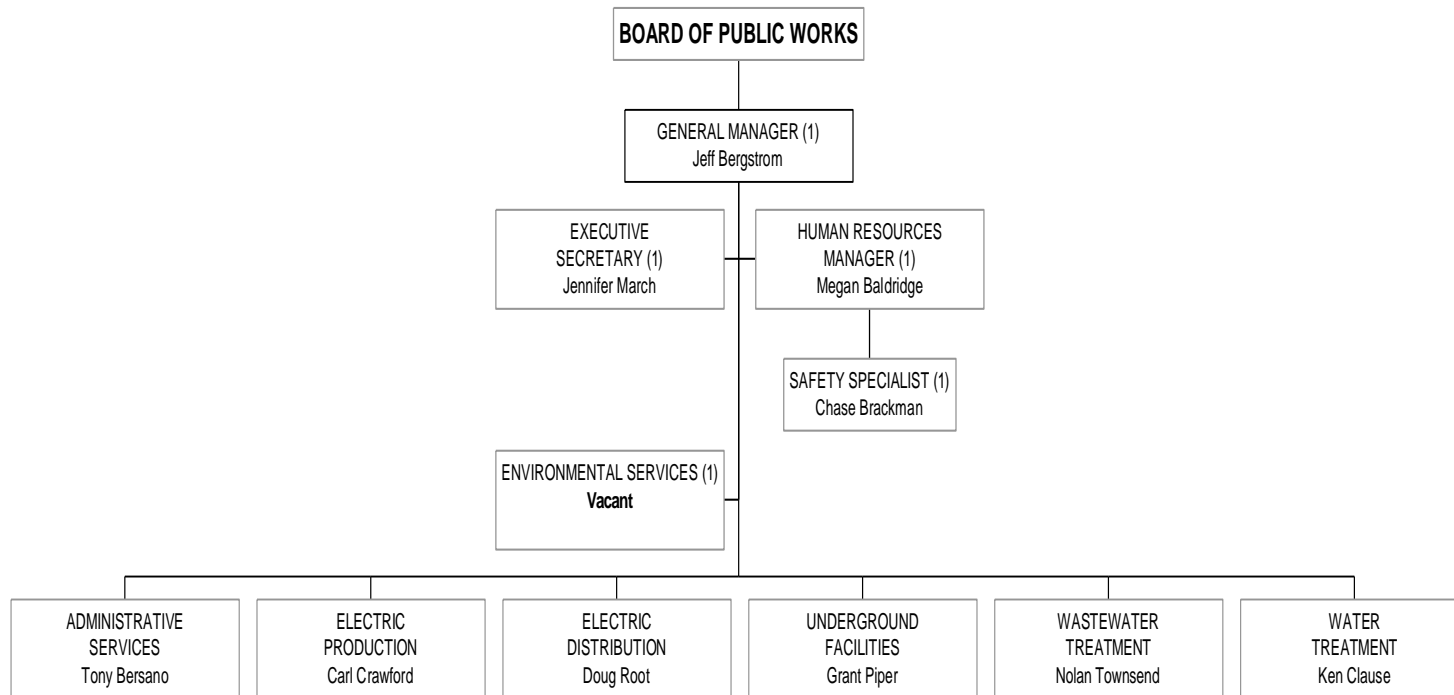 BOARD OF PUBLIC WORKS
GENERAL MANAGER (1)
Jeff Bergstrom
EXECUTIVE
SECRETARY (1)
Jennifer March
HUMAN RESOURCES
MANAGER (1)
Megan Baldridge
SAFETY SPECIALIST (1)
Chase Brackman
ENVIRONMENTAL SERVICES (1)
Vacant
ADMINISTRATIVE
SERVICES
Tony Bersano
ELECTRIC
PRODUCTION
Carl Crawford
ELECTRIC
DISTRIBUTION
Doug Root
UNDERGROUND
FACILITIES
Grant Piper
WASTEWATER
TREATMENT
Nolan Townsend
WATER
TREATMENT
Ken Clause